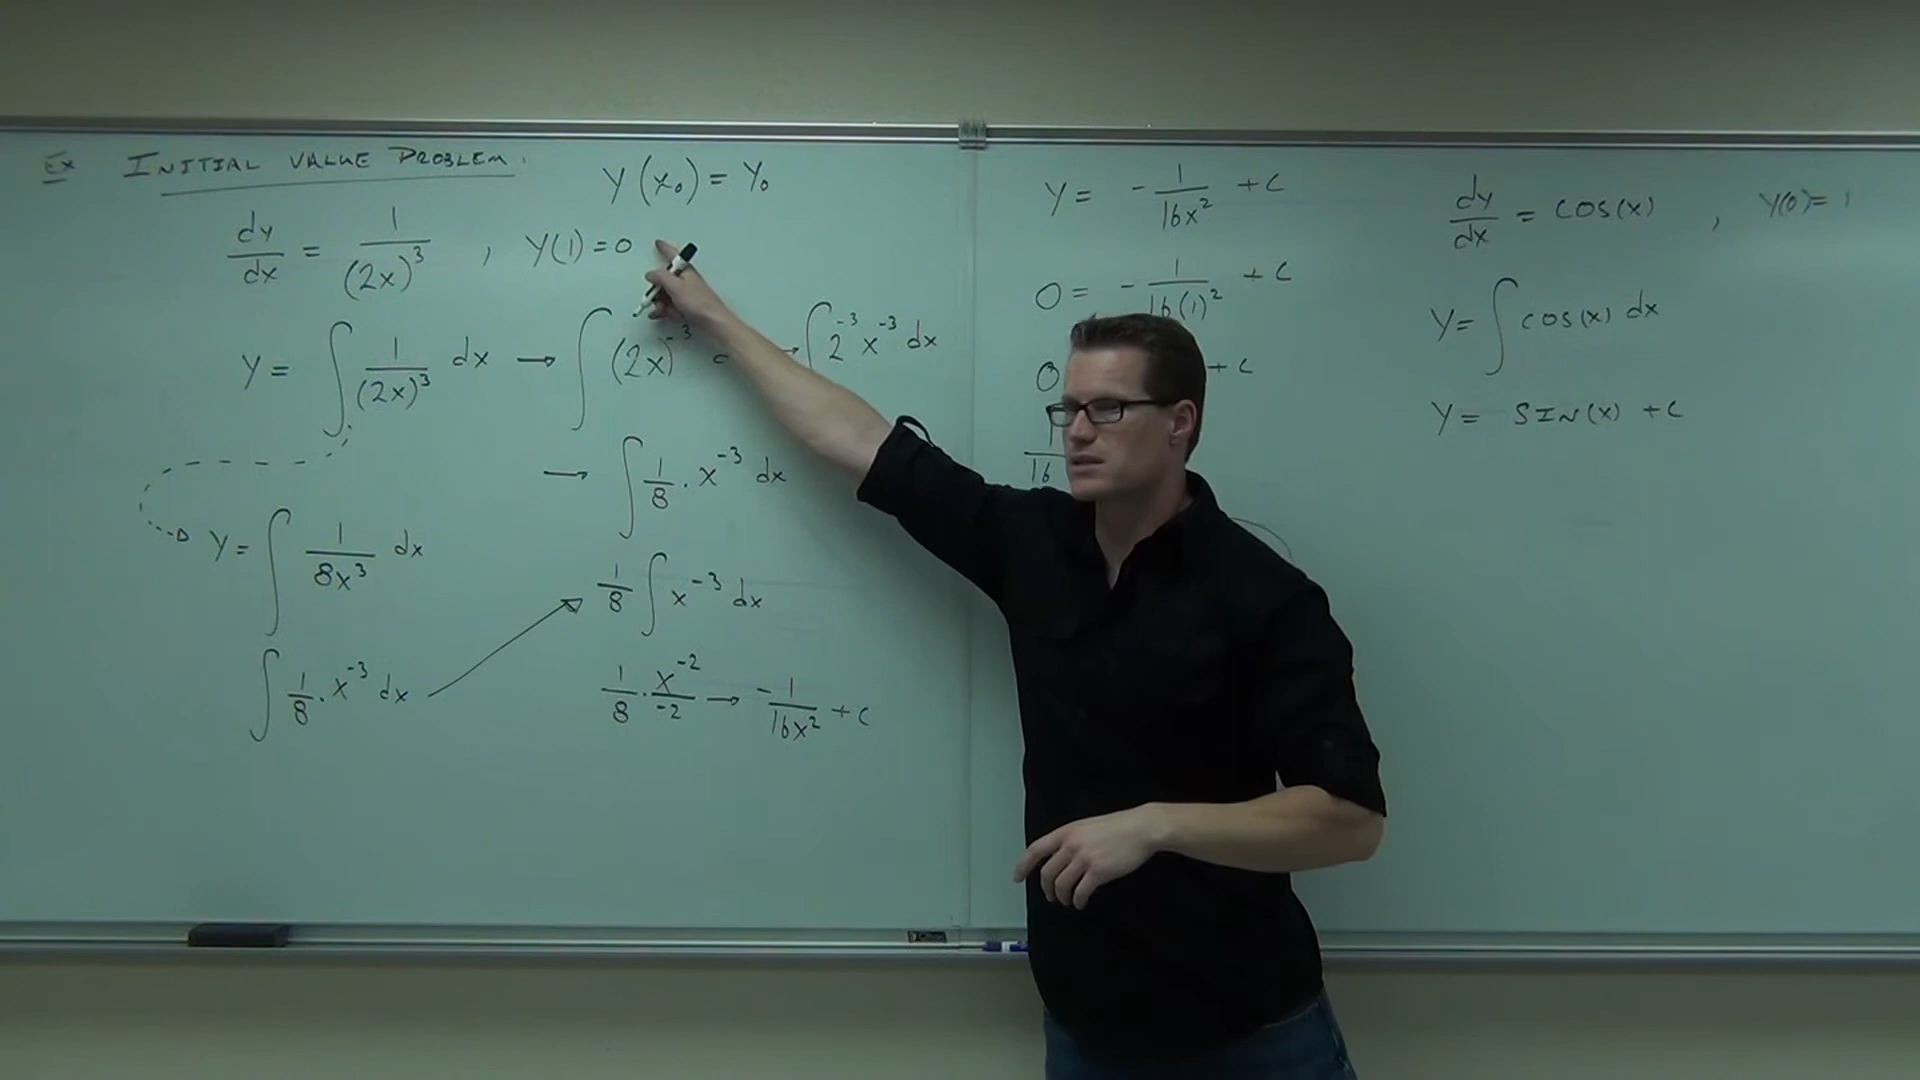 Ex INITIAL VALUE PROBLEM:
y(x₀) = y₀
dy/dx = 1/(2x)³ , y(1)=0
y = ∫ 1/(2x)³ dx → ∫ (2x)⁻³ → ∫ 2⁻³ x⁻³ dx
→ ∫ 1/8 · x⁻³ dx
y = ∫ 1/8x³ dx
1/8 ∫ x⁻³ dx
∫ 1/8 · x⁻³ dx
1/8 · x⁻²/-2 → -1/16x² + C
y = -1/16x² + C
0 = -1/16(1)² + C
0 + C
1/16
dy/dx = COS(x) , y(0)= 1
y = ∫ cos(x) dx
y = SIN(x) + C